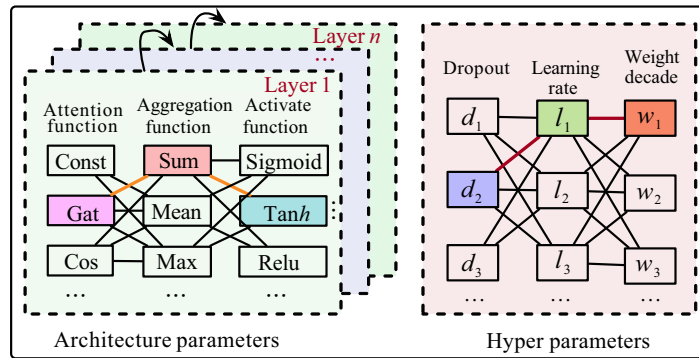 Layer n
...
Layer 1
Attention function
Aggregation function
Activate function
Const
Sum
Sigmoid
Gat
Mean
Tanh
:
Cos
Max
Relu
...
...
...
Architecture parameters
Dropout
Learning rate
Weight decade
d1
l1
w1
d2
l2
w2
d3
l3
w3
...
...
...
Hyper parameters